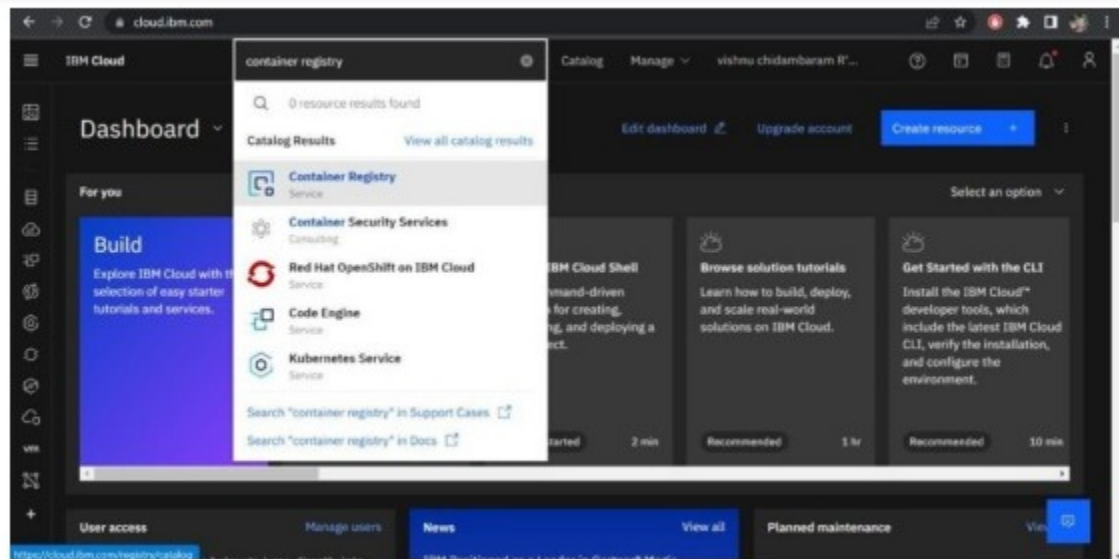 cloud.ibm.com
IBM Cloud
container registry
Catalog
Manage
vishnu chidambaram R'...
Dashboard
0 resource results found
Edit dashboard
Upgrade account
Create resource +
Catalog Results
View all catalog results
For you
Select an option
Container Registry
Service
Container Security Services
Consulting
Red Hat OpenShift on IBM Cloud
Service
Code Engine
Service
Kubernetes Service
Service
Search "container registry" in Support Cases
Search "container registry" in Docs
Build
Explore IBM Cloud with
selection of easy starter
tutorials and services.
IBM Cloud Shell
for creating,
and deploying a
Started
2 min
Browse solution tutorials
Learn how to build, deploy,
and scale real-world
solutions on IBM Cloud.
Recommended
1 hr
Get Started with the CLI
Install the IBM Cloud™
developer tools, which
include the latest IBM Cloud
CLI, verify the installation,
and configure the
environment.
Recommended
10 min
vm
User access
Manage users
News
View all
Planned maintenance
https://cloud.ibm.com/registry/catalog